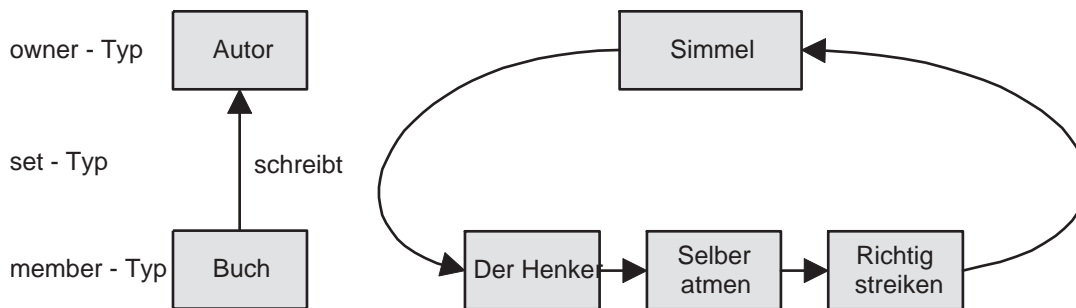 owner - Typ
Autor
Simmel
set - Typ
schreibt
member - Typ
Buch
Der Henker
Selber
atmen
Richtig
streiken